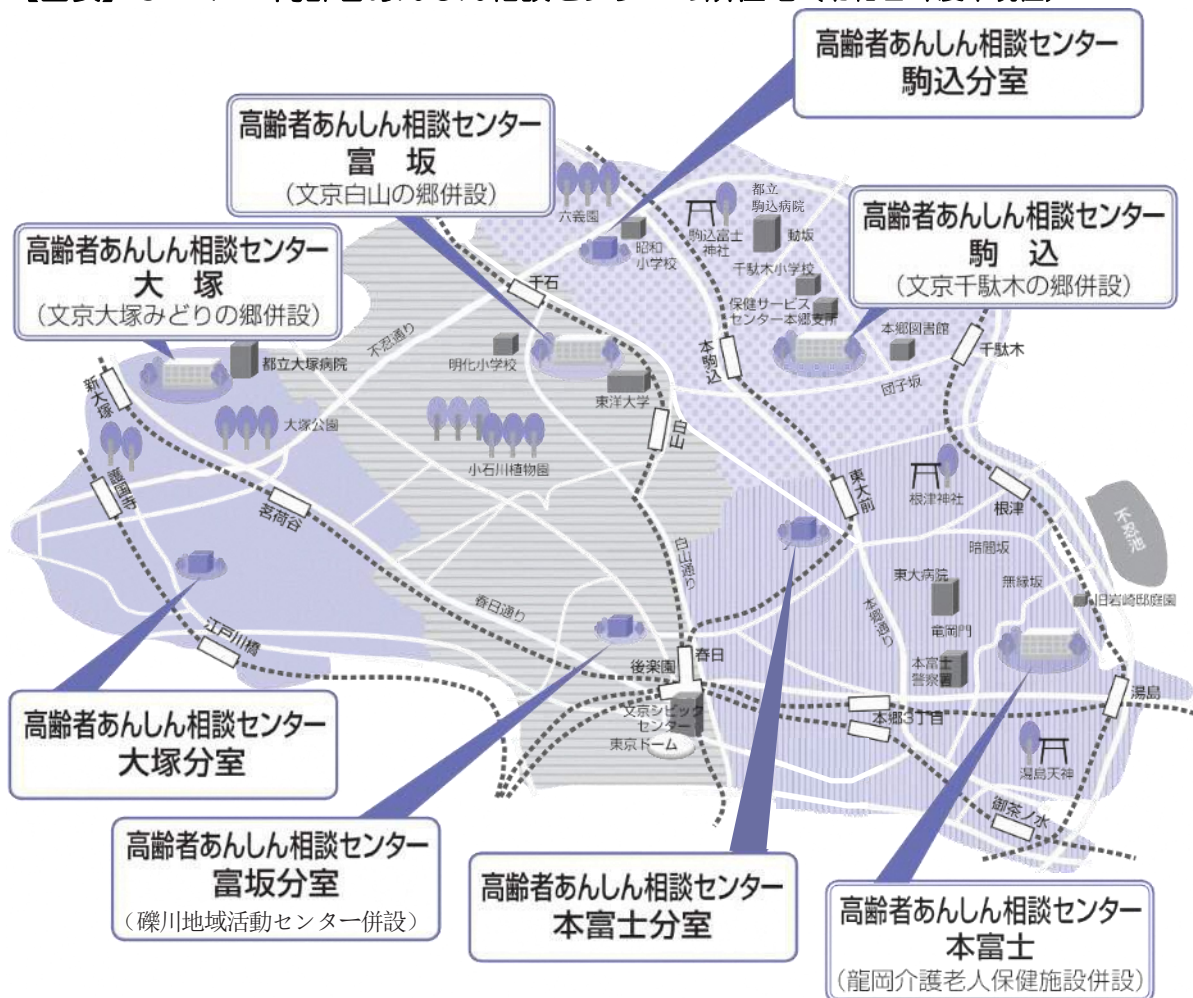 高齢者あんしん相談センター
駒込分室
高齢者あんしん相談センター
富 坂
（文京白山の郷併設）
高齢者あんしん相談センター
駒 込
（文京千駄木の郷併設）
高齢者あんしん相談センター
大 塚
（文京大塚みどりの郷併設）
六義園
昭和
小学校
駒込富士
神社
都立
駒込病院
動坂
千駄木小学校
保健サービス
センター本郷支所
本郷図書館
千駄木
団子坂
千石
不忍通り
本駒込
明化小学校
東洋大学
白山
都立大塚病院
新大塚
大塚公園
小石川植物園
護国寺
茗荷谷
東大前
根津神社
根津
不忍池
暗闇坂
無縁坂
旧岩崎邸庭園
東大病院
竜岡門
本富士
警察署
本郷通り
白山通り
春日通り
江戸川橋
後楽園
春日
文京シビック
センター
東京ドーム
本郷3丁目
湯島
湯島天神
御茶ノ水
高齢者あんしん相談センター
大塚分室
高齢者あんしん相談センター
富坂分室
（礫川地域活動センター併設）
高齢者あんしん相談センター
本富士分室
高齢者あんしん相談センター
本富士
（龍岡介護老人保健施設併設）